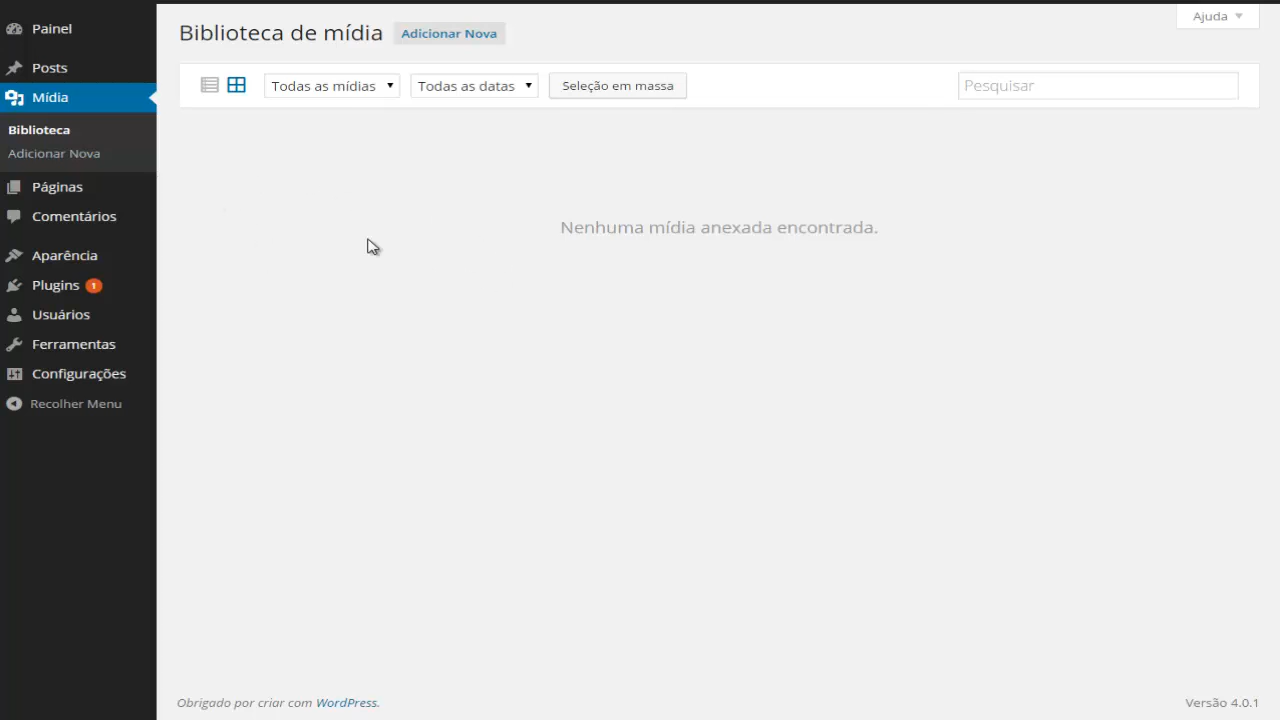 Painel
Posts
Mídia
Biblioteca
Adicionar Nova
Páginas
Comentários
Aparência
Plugins 1
Usuários
Ferramentas
Configurações
Recolher Menu
Biblioteca de mídia Adicionar Nova
Ajuda
Todas as mídias Todas as datas Seleção em massa Pesquisar
Nenhuma mídia anexada encontrada.
Obrigado por criar com WordPress. Versão 4.0.1